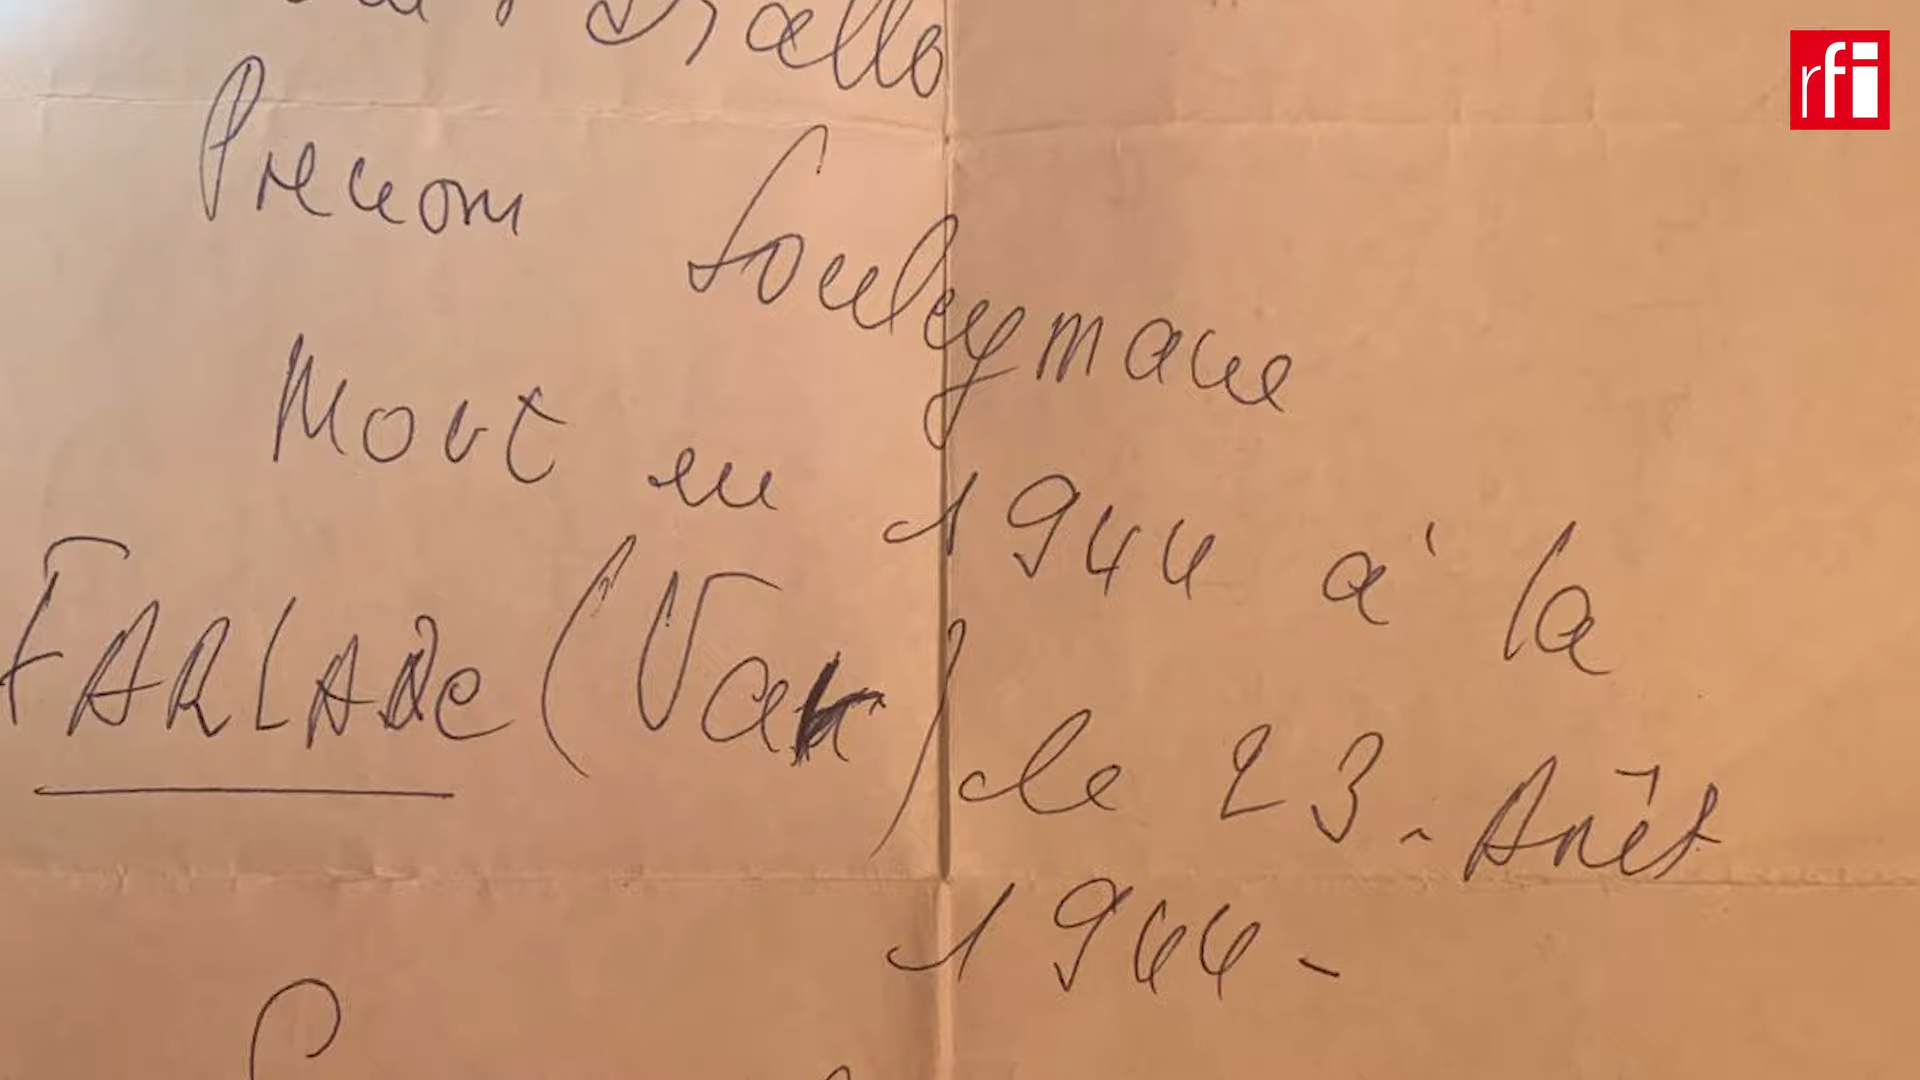 Diallo
rfi
Prenom Souleymane
Mort en 1944 à la
FARLADe (Var) le 23. Août
1944-